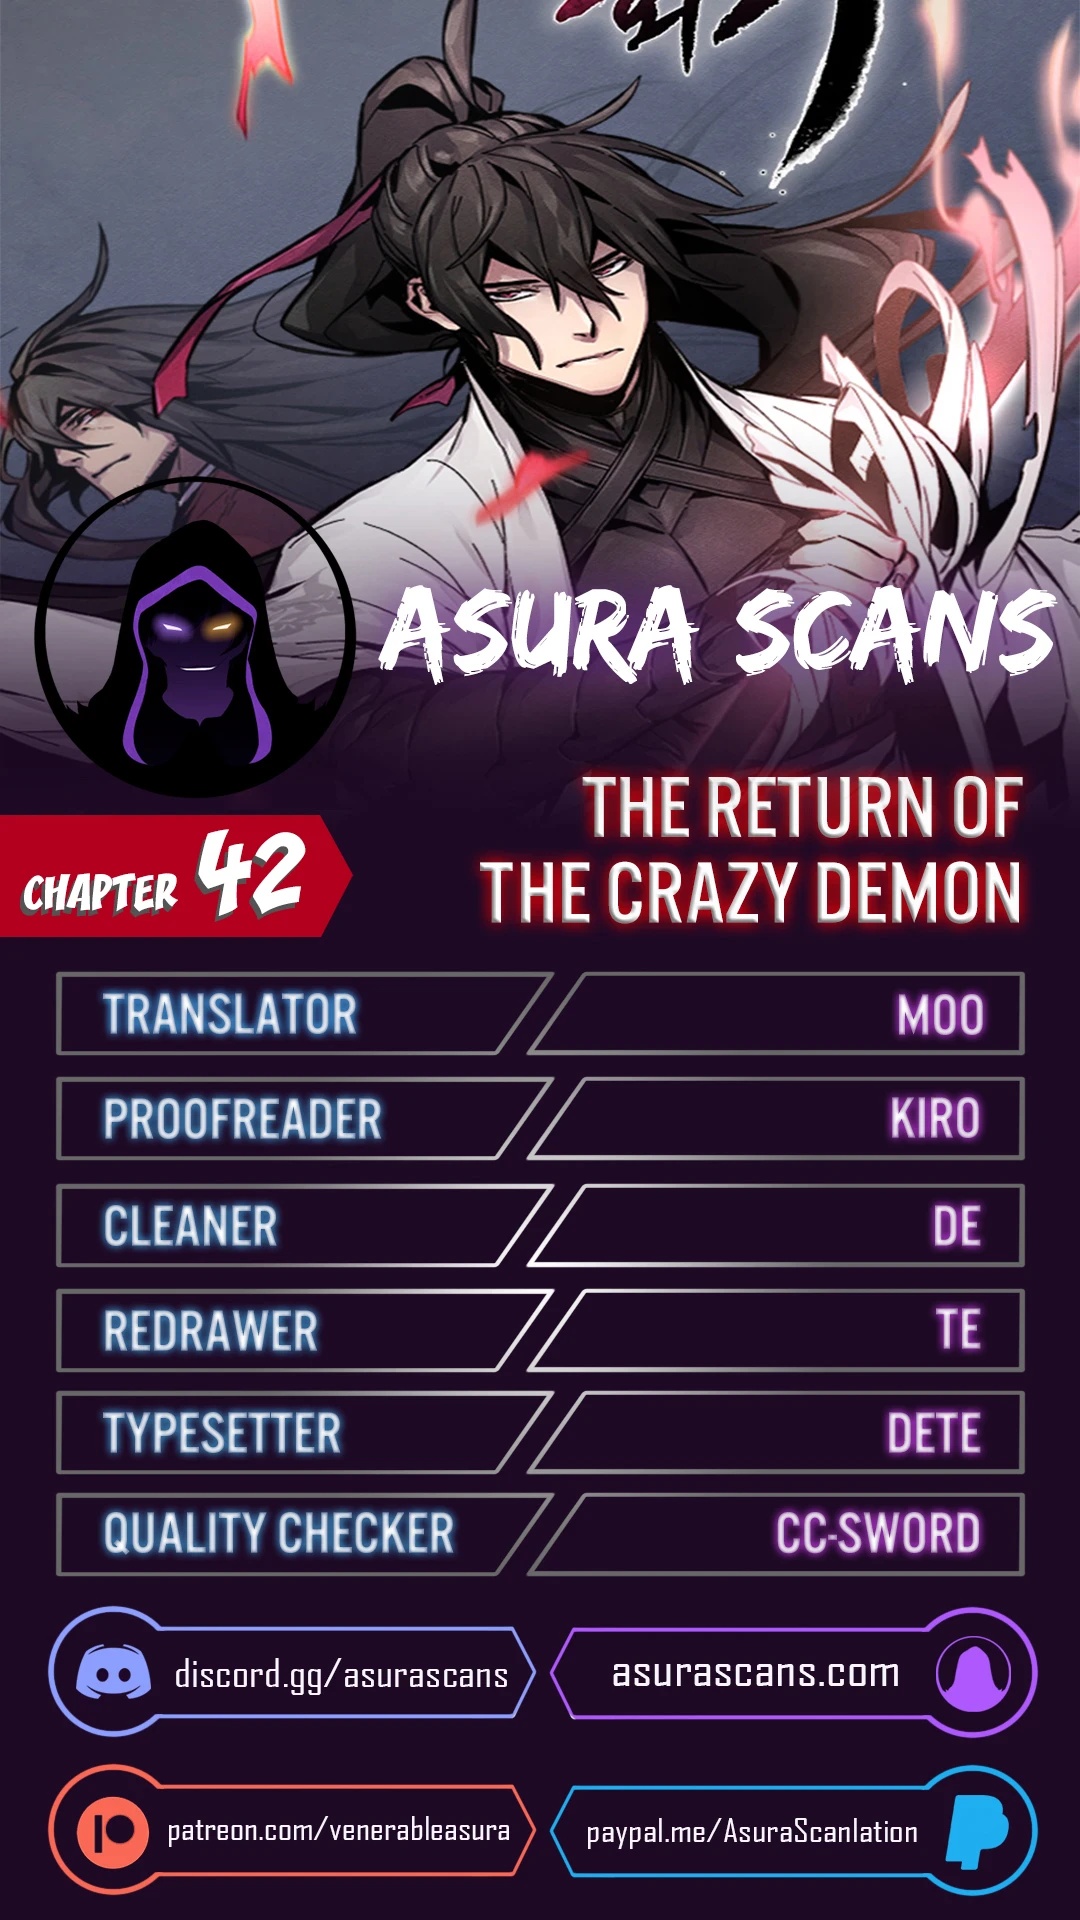 ASURA SCANS
THE RETURN OF
THE CRAZY DEMON
CHAPTER 42
TRANSLATOR MOO
PROOFREADER KIRO
CLEANER DE
REDRAWER TE
TYPESETTER DETE
QUALITY CHECKER CC-SWORD
discord.gg/asurascans
asurascans.com
patreon.com/venerableasura
paypal.me/AsuraScanlation